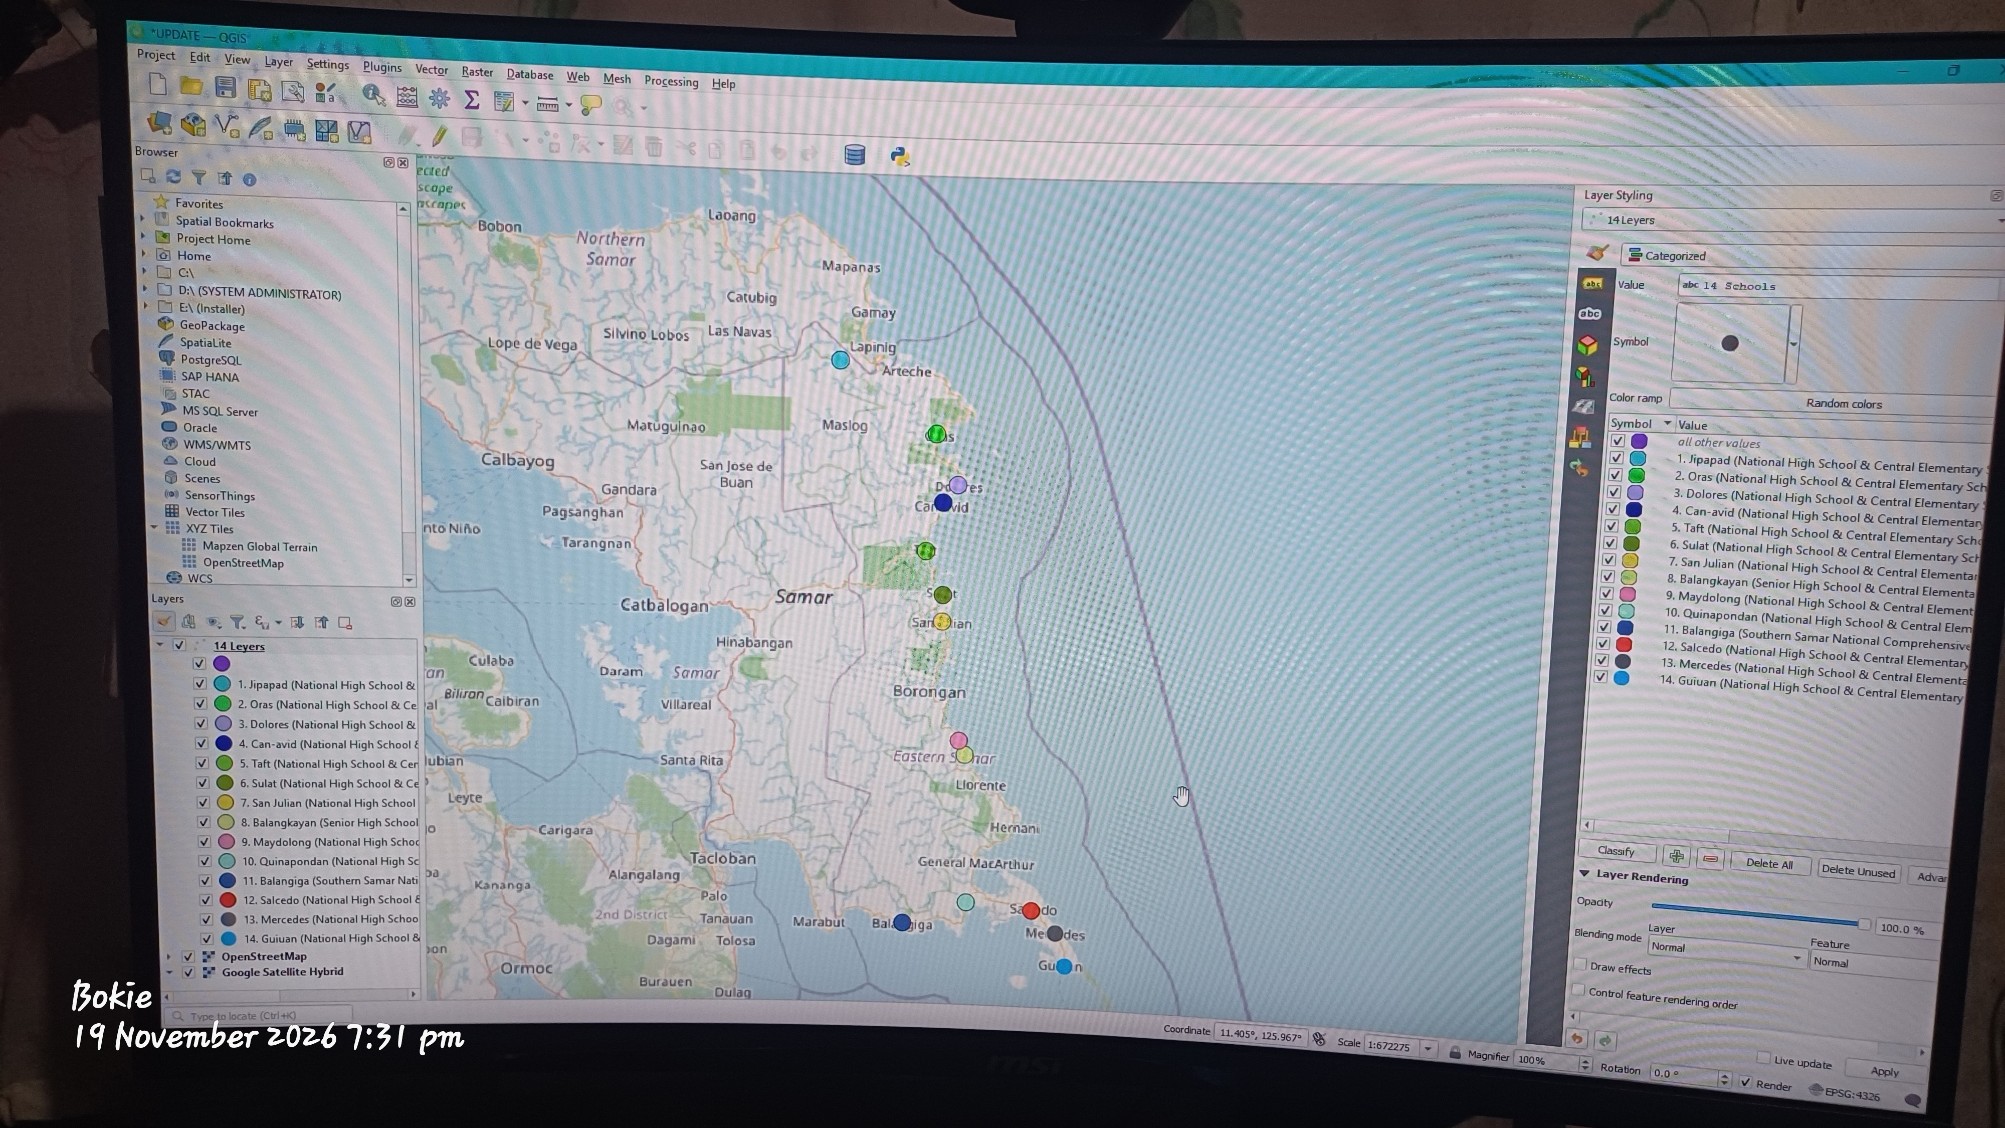 *UPDATE — QGIS
Project Edit View Layer Settings Plugins Vector Raster Database Web Mesh Processing Help
Browser
Favorites
Spatial Bookmarks
Project Home
Home
C:\
D:\ (SYSTEM ADMINISTRATOR)
E:\ (Installer)
GeoPackage
SpatiaLite
PostgreSQL
SAP HANA
STAC
MS SQL Server
Oracle
WMS/WMTS
Cloud
Scenes
SensorThings
Vector Tiles
XYZ Tiles
Mapzen Global Terrain
OpenStreetMap
WCS
Layers
14 Leyers
1. Jipapad (National High School &
2. Oras (National High School & Ce
3. Dolores (National High School &
4. Can-avid (National High School &
5. Taft (National High School & Cer
6. Sulat (National High School & Ce
7. San Julian (National High School
8. Balangkayan (Senior High School
9. Maydolong (National High Schoo
10. Quinapondan (National High Sc
11. Balangiga (Southern Samar Nati
12. Salcedo (National High School &
13. Mercedes (National High Schoo
14. Guiuan (National High School &
OpenStreetMap
Google Satellite Hybrid
Type to locate (Ctrl+K)
ected
scape
Bobon
Laoang
Northern
Samar
Mapanas
Catubig
Gamay
Lope de Vega
Silvino Lobos
Las Navas
Lapinig
Arteche
Matuguinao
Maslog
Calbayog
San Jose de
Buan
Gandara
Pagsanghan
nto Niño
Tarangnan
Catbalogan
Samar
Hinabangan
Culaba
Daram
Samar
Biliran
Caibiran
Villareal
Borongan
lubian
Santa Rita
Eastern S mar
Leyte
Llorente
Carigara
Hernani
Tacloban
General MacArthur
Kananga
Alangalang
Palo
2nd District
Tanauan
Marabut
Dagami
Tolosa
Ormoc
Burauen
Dulag
Layer Styling
14 Leyers
Categorized
Value
abc 14 Schools
Symbol
Color ramp
Random colors
Symbol Value
all other values
1. Jipapad (National High School & Central Elementary
2. Oras (National High School & Central Elementary Sch
3. Dolores (National High School & Central Elementary
4. Can-avid (National High School & Central Elementar
5. Taft (National High School & Central Elementary Sch
6. Sulat (National High School & Central Elementary Sch
7. San Julian (National High School & Central Elementar
8. Balangkayan (Senior High School & Central Elementa
9. Maydolong (National High School & Central Element
10. Quinapondan (National High School & Central Elem
11. Balangiga (Southern Samar National Comprehensive
12. Salcedo (National High School & Central Elementary
13. Mercedes (National High School & Central Elementa
14. Guiuan (National High School & Central Elementary
Classify Delete All Delete Unused Advan
Layer Rendering
Opacity 100.0 %
Blending mode
Layer
Normal
Feature
Normal
Draw effects
Control feature rendering order
Live update
Apply
Coordinate 11.405°, 125.967° Scale 1:672275 Magnifier 100% Rotation 0.0 ° Render EPSG:4326
msi
Bokie
19 November 2026 7:31 pm